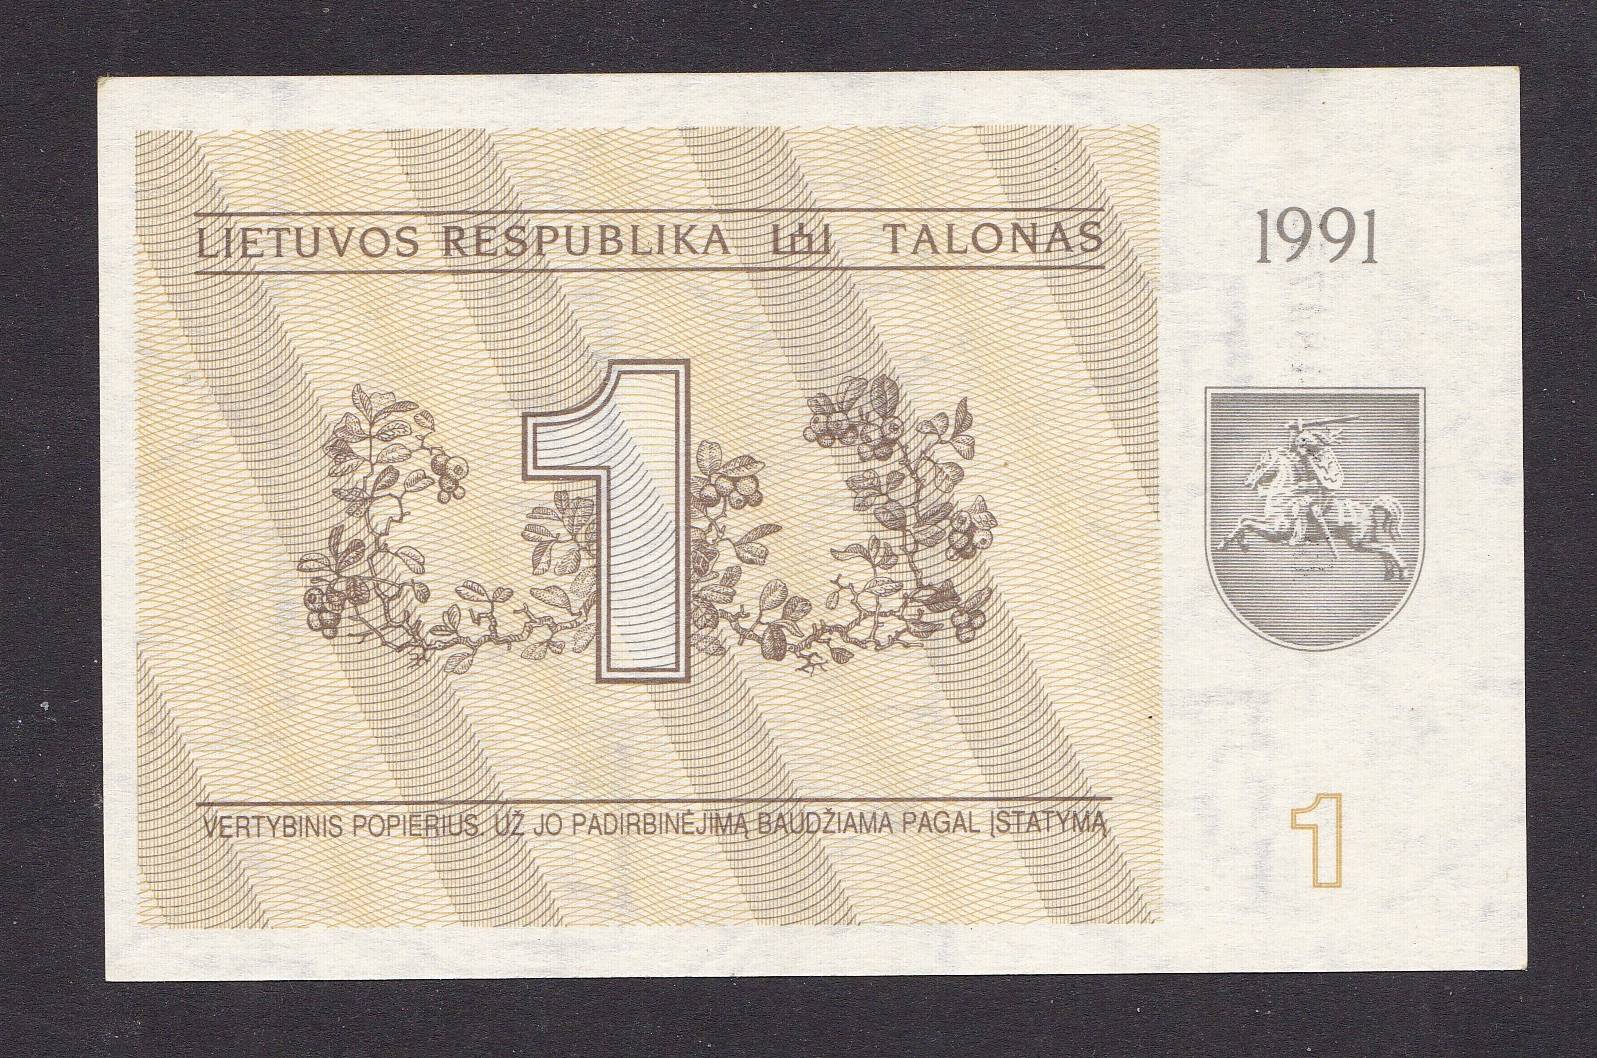 LIETUVOS RESPUBLIKA TALONAS
1991
1
VERTYBINIS POPIERIUS. UŽ JO PADIRBINĖJIMĄ BAUDŽIAMA PAGAL ĮSTATYMĄ
1